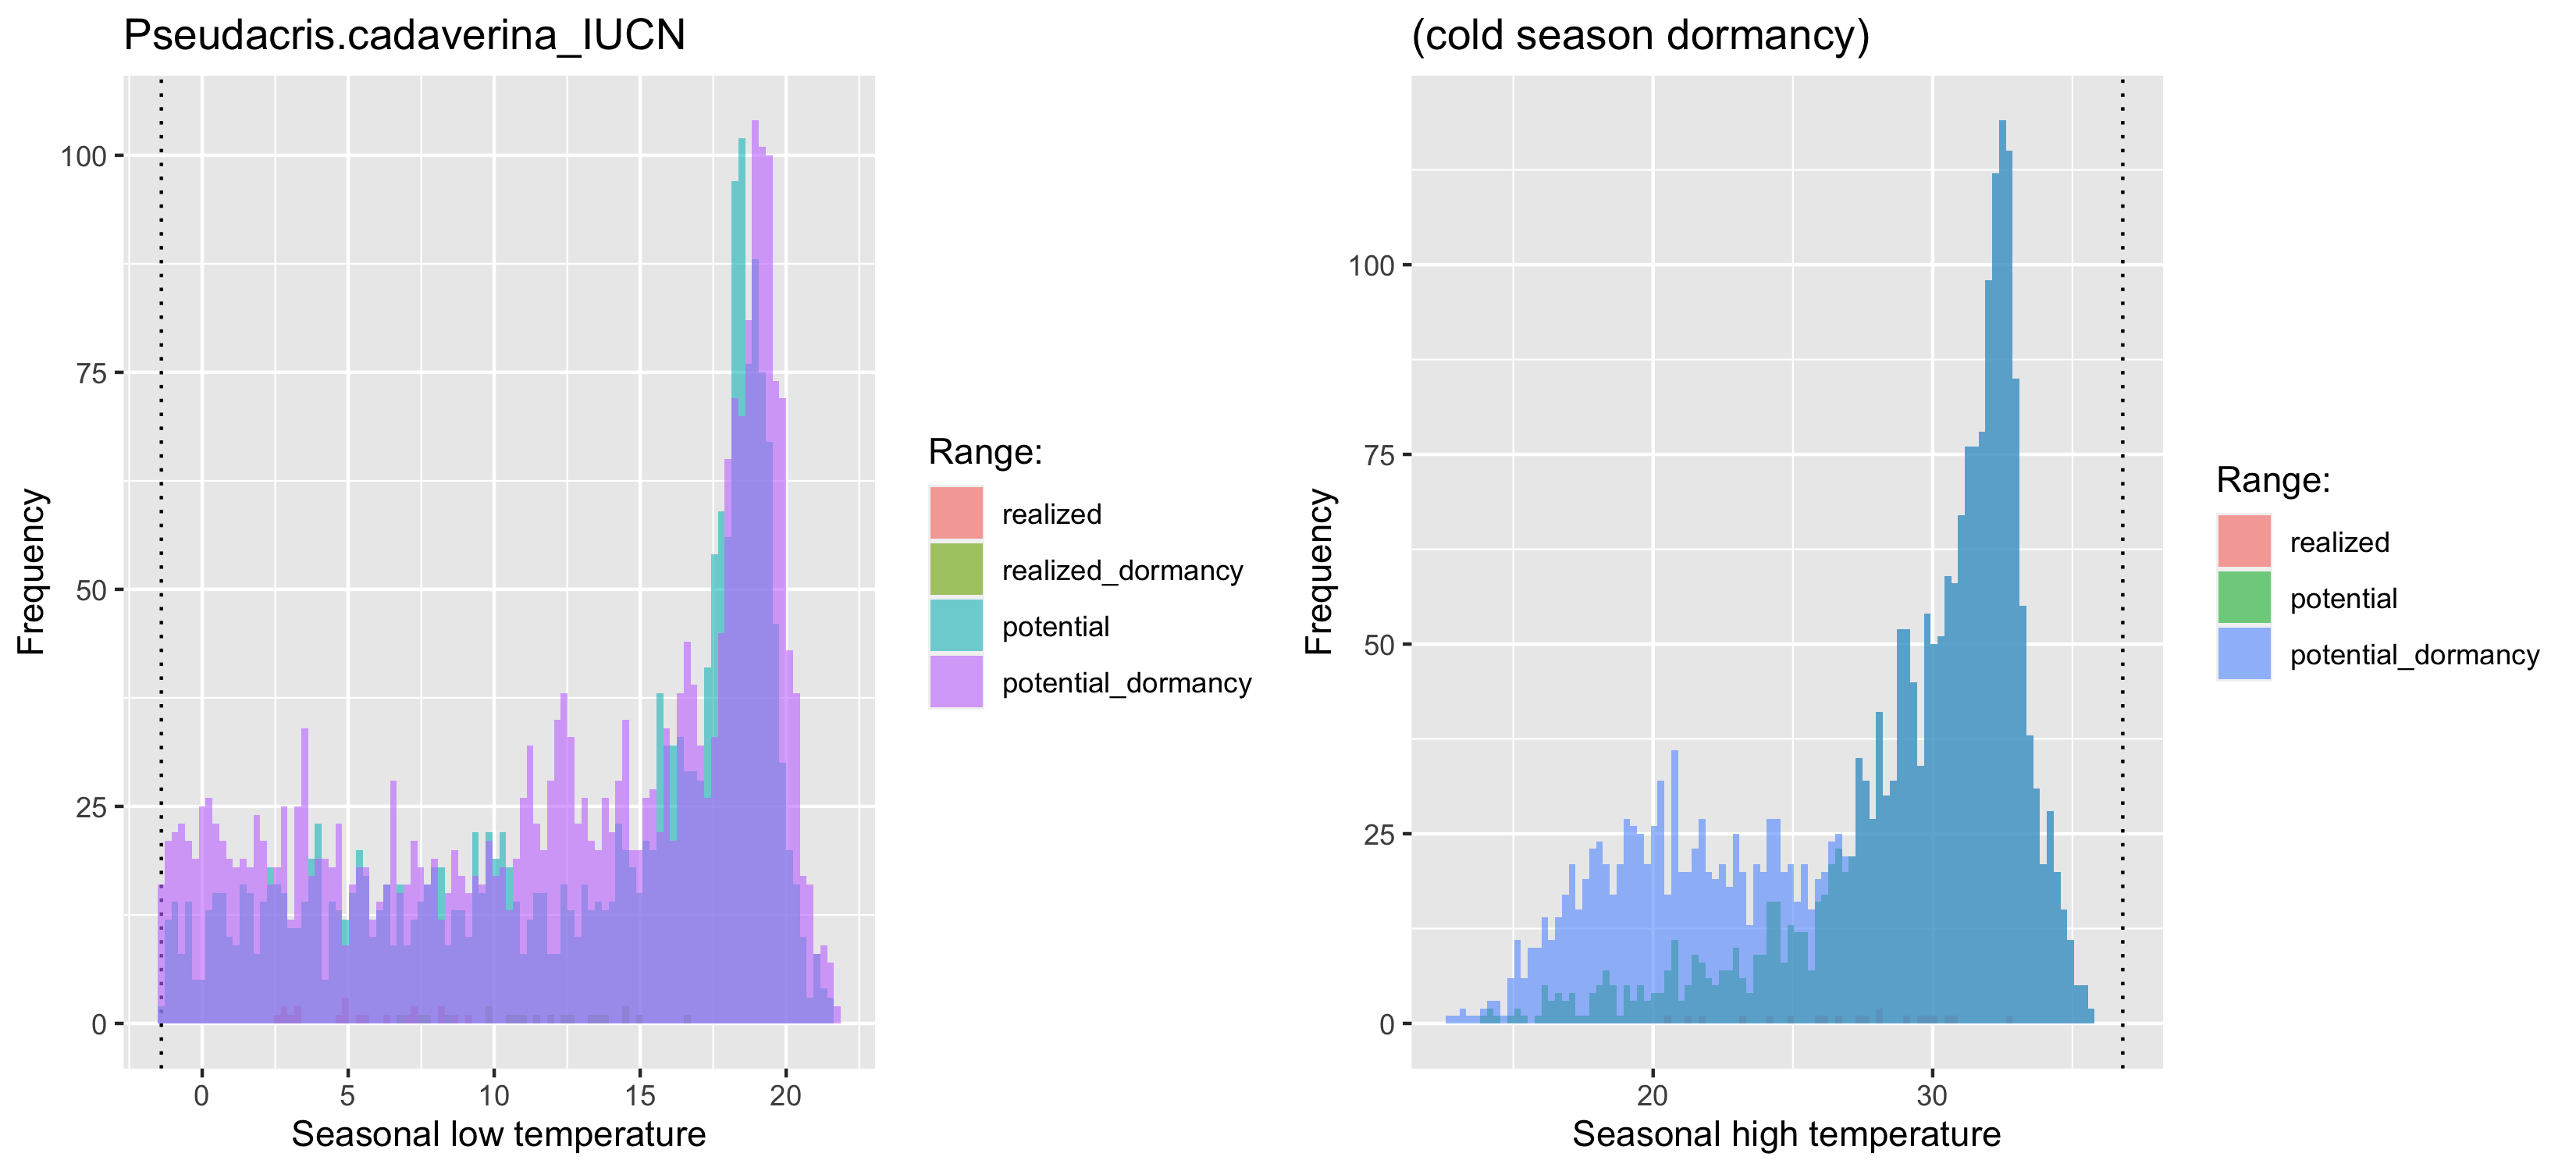 Pseudacris.cadaverina_IUCN
Frequency
100
75
50
25
0
0 5 10 15 20
Seasonal low temperature
Range:
realized
realized_dormancy
potential
potential_dormancy
(cold season dormancy)
Frequency
100
75
50
25
0
20 30
Seasonal high temperature
Range:
realized
potential
potential_dormancy